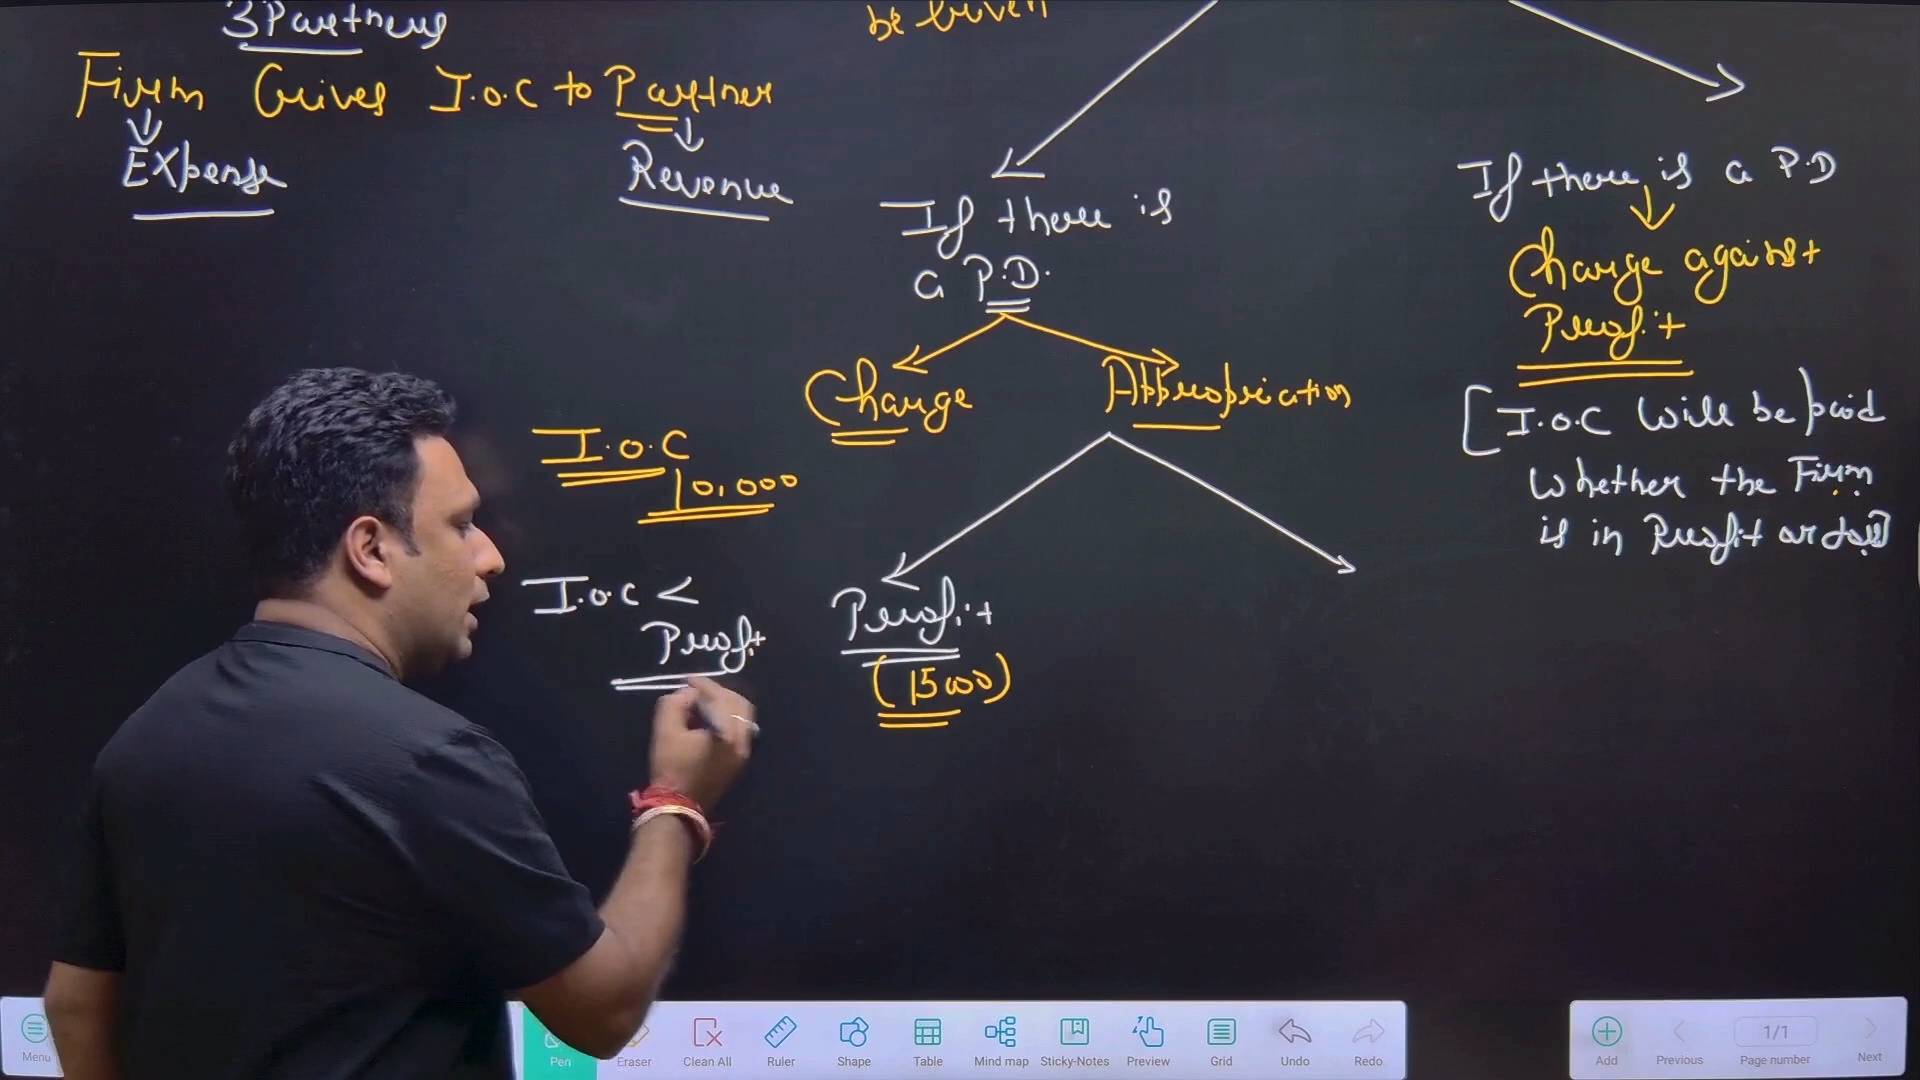 3 Partners
Firm Gives I.O.C to Partner
Expense
Revenue
be Given
If there is
a P.D.
Charge
Appropriation
I.O.C
10,000
I.O.C <
Profit
Profit
(15000)
If there is a P.D
Charge against
Profit
[I.O.C Will be paid
Whether the Firm
is in Profit or Loss]
Menu
Pen
Eraser
Clean All
Ruler
Shape
Table
Mind map
Sticky-Notes
Preview
Grid
Undo
Redo
Add
Previous
1/1
Page number
Next